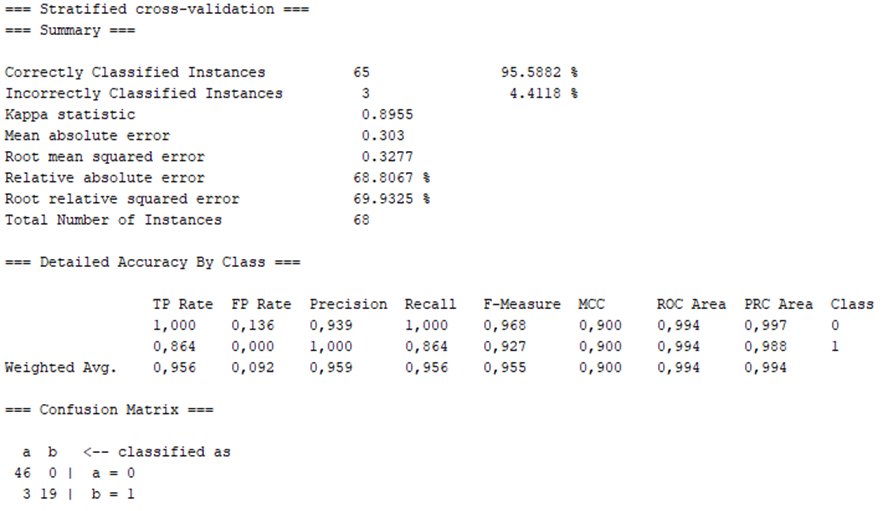 === Stratified cross-validation ===
=== Summary ===
Correctly Classified Instances 65 95.5882 %
Incorrectly Classified Instances 3 4.4118 %
Kappa statistic 0.8955
Mean absolute error 0.303
Root mean squared error 0.3277
Relative absolute error 68.8067 %
Root relative squared error 69.9325 %
Total Number of Instances 68
=== Detailed Accuracy By Class ===
TP Rate FP Rate Precision Recall F-Measure MCC ROC Area PRC Area Class
1,000 0,136 0,939 1,000 0,968 0,900 0,994 0,997 0
0,864 0,000 1,000 0,864 0,927 0,900 0,994 0,988 1
Weighted Avg. 0,956 0,092 0,959 0,956 0,955 0,900 0,994 0,994
=== Confusion Matrix ===
a b <-- classified as
46 0 | a = 0
3 19 | b = 1